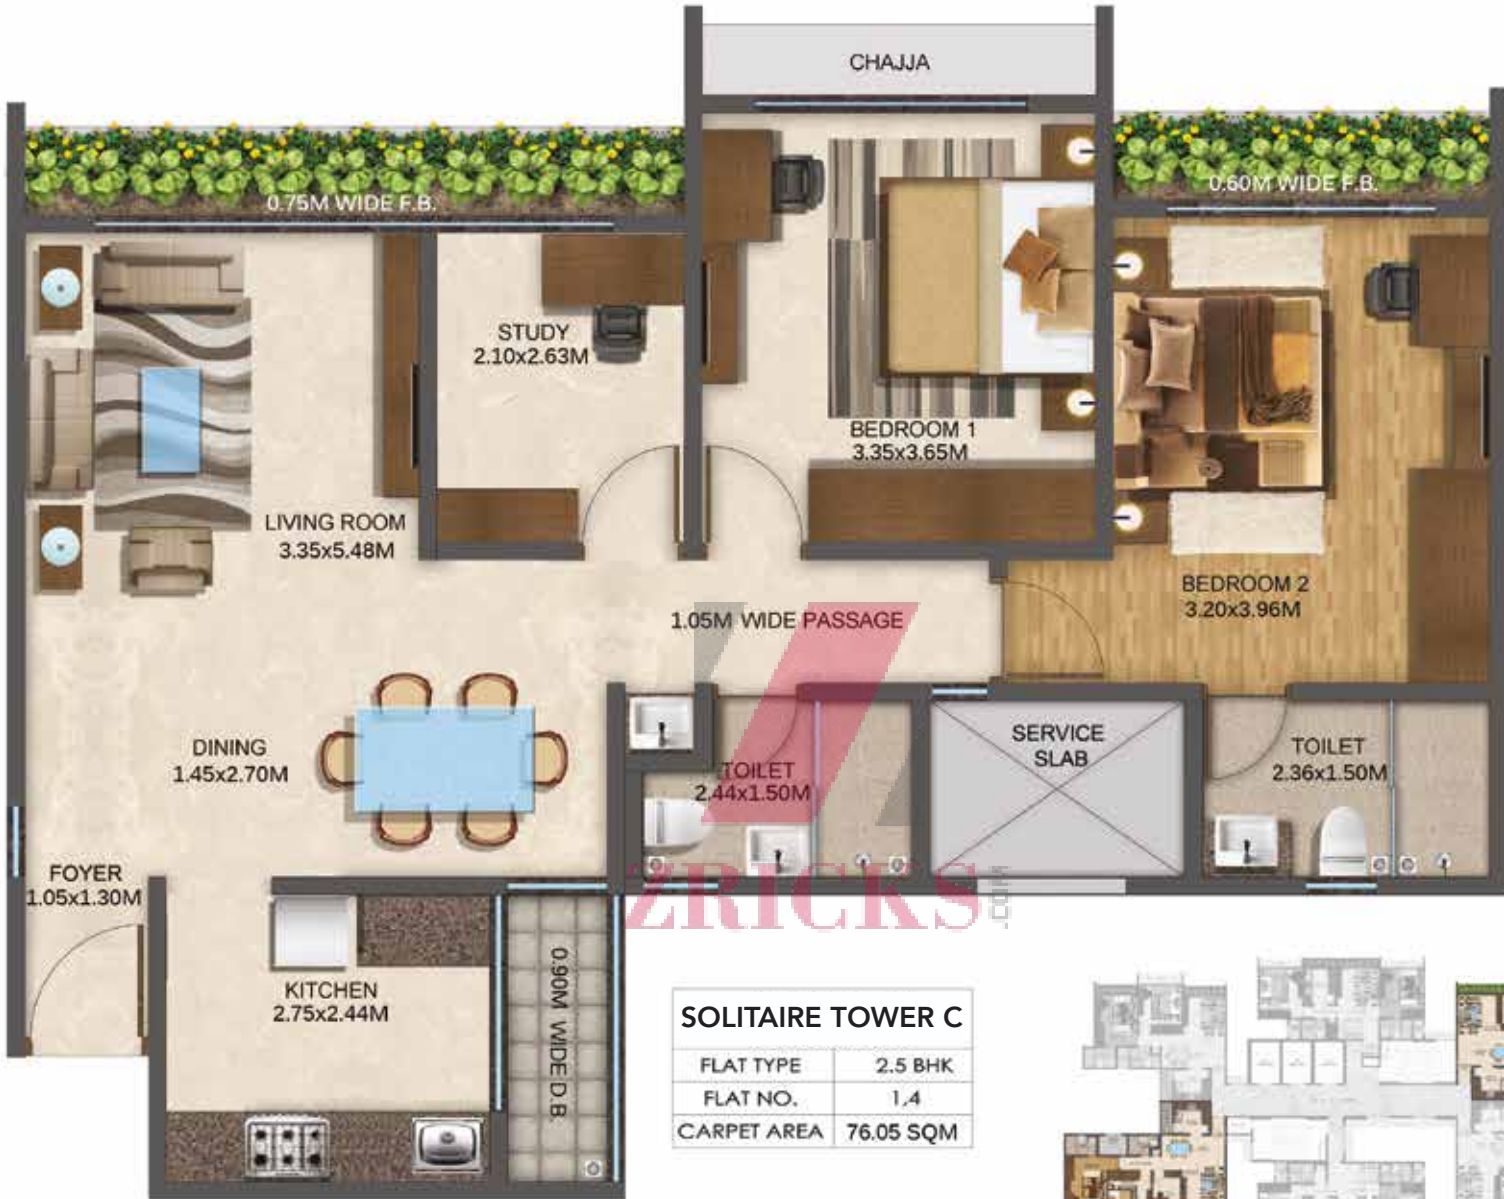 CHAJJA
0.75M WIDE F.B.
0.60M WIDE F.B.
STUDY
2.10x2.63M
BEDROOM 1
3.35x3.65M
LIVING ROOM
3.35x5.48M
BEDROOM 2
3.20x3.96M
1.05M WIDE PASSAGE
DINING
1.45x2.70M
TOILET
2.44x1.50M
SERVICE
SLAB
TOILET
2.36x1.50M
FOYER
1.05x1.30M
ZRICKS
.COM
KITCHEN
2.75x2.44M
0.90M WIDE D.B.
SOLITAIRE TOWER C
FLAT TYPE 2.5 BHK
FLAT NO. 1,4
CARPET AREA 76.05 SQM